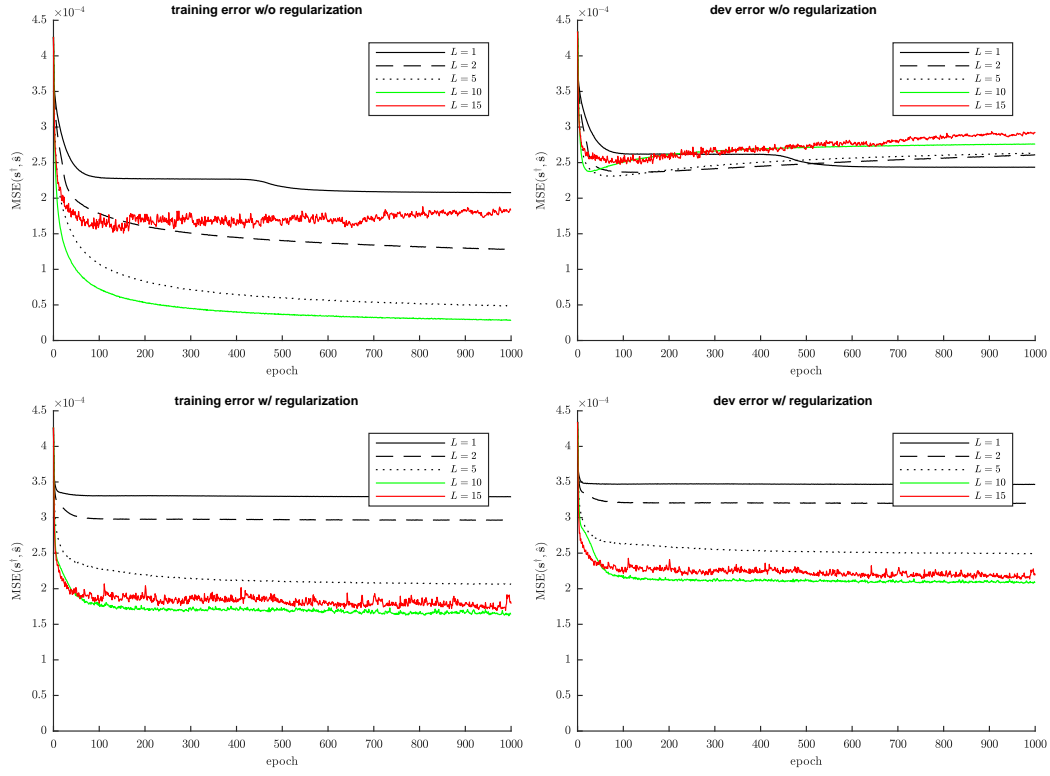 training error w/o regularization
×10⁻⁴
4.5
4
3.5
3
2.5
2
1.5
1
0.5
0
MSE(s†, ŝ)
0 100 200 300 400 500 600 700 800 900 1000
epoch
L = 1
L = 2
L = 5
L = 10
L = 15
dev error w/o regularization
×10⁻⁴
4.5
4
3.5
3
2.5
2
1.5
1
0.5
0
MSE(s†, ŝ)
0 100 200 300 400 500 600 700 800 900 1000
epoch
L = 1
L = 2
L = 5
L = 10
L = 15
training error w/ regularization
×10⁻⁴
4.5
4
3.5
3
2.5
2
1.5
1
0.5
0
MSE(s†, ŝ)
0 100 200 300 400 500 600 700 800 900 1000
epoch
L = 1
L = 2
L = 5
L = 10
L = 15
dev error w/ regularization
×10⁻⁴
4.5
4
3.5
3
2.5
2
1.5
1
0.5
0
MSE(s†, ŝ)
0 100 200 300 400 500 600 700 800 900 1000
epoch
L = 1
L = 2
L = 5
L = 10
L = 15